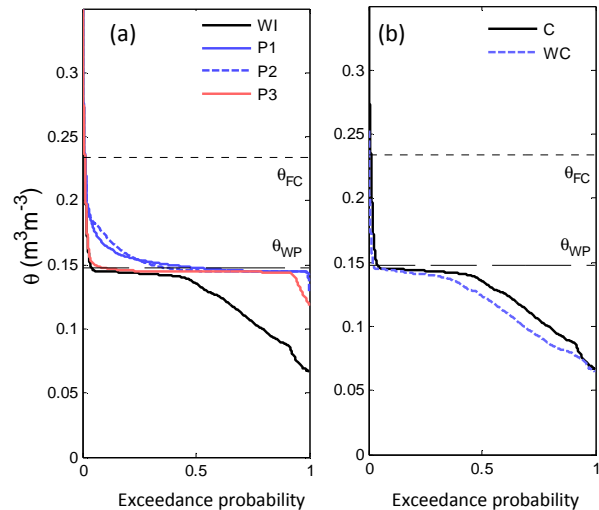 (a)
WI
P1
P2
P3
0.3
0.25
0.2
0.15
0.1
0.05
0
0
0.5
1
θFC
θWP
θ (m³m⁻³)
Exceedance probability
(b)
C
WC
0.3
0.25
0.2
0.15
0.1
0.05
0
0
0.5
1
θFC
θWP
Exceedance probability